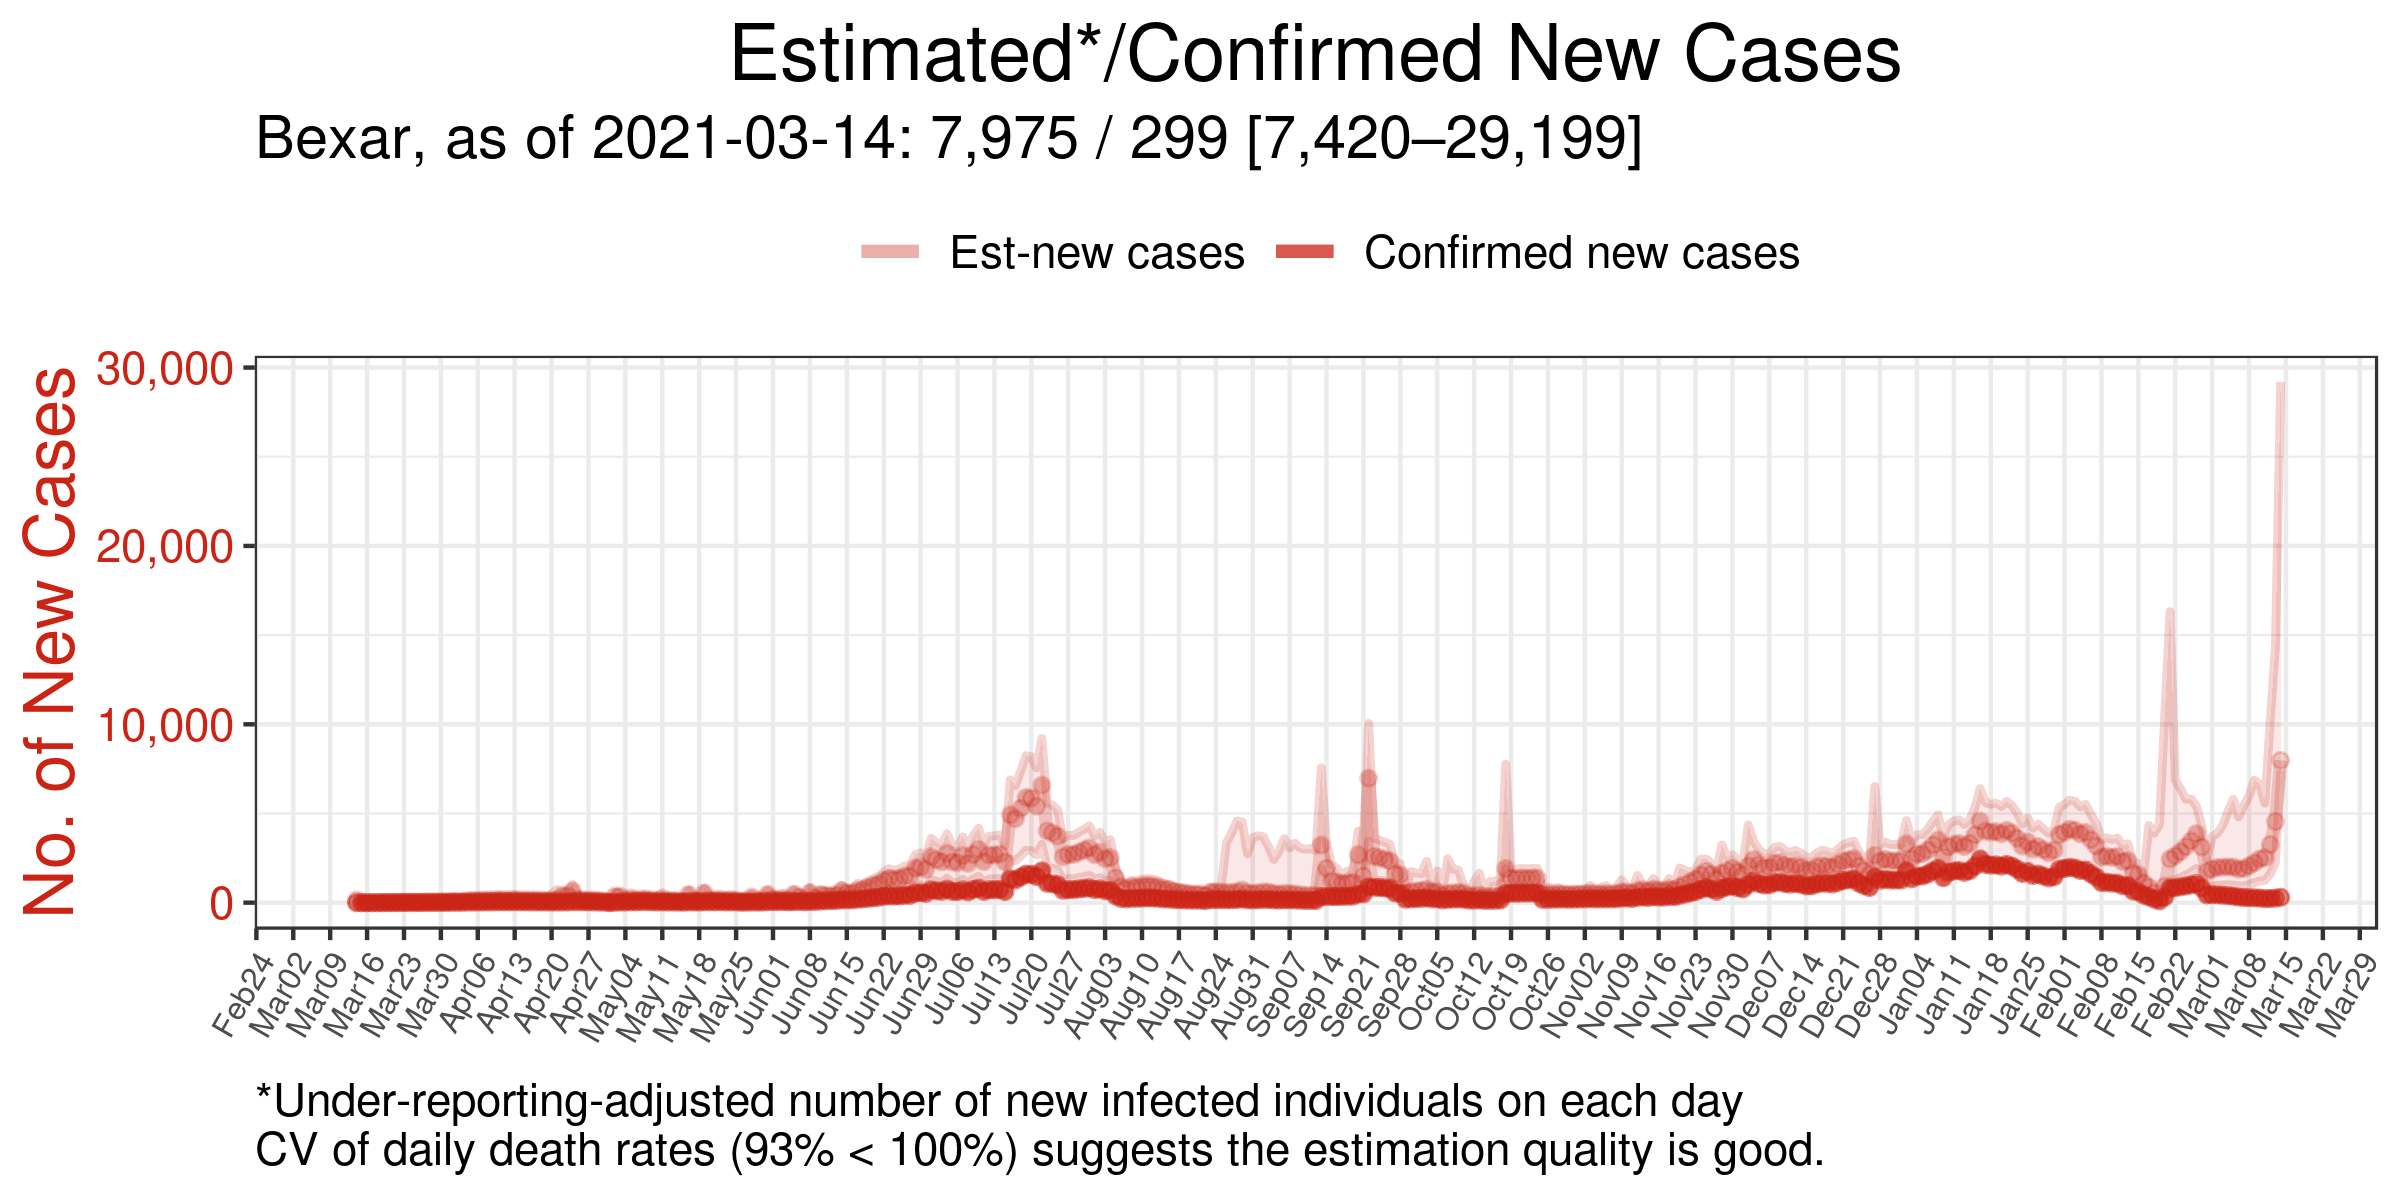 Estimated*/Confirmed New Cases
Bexar, as of 2021-03-14: 7,975 / 299 [7,420–29,199]
Est-new cases Confirmed new cases
No. of New Cases
30,000
20,000
10,000
0
Feb24 Mar02 Mar09 Mar16 Mar23 Mar30 Apr06 Apr13 Apr20 Apr27 May04 May11 May18 May25 Jun01 Jun08 Jun15 Jun22 Jun29 Jul06 Jul13 Jul20 Jul27 Aug03 Aug10 Aug17 Aug24 Aug31 Sep07 Sep14 Sep21 Sep28 Oct05 Oct12 Oct19 Oct26 Nov02 Nov09 Nov16 Nov23 Nov30 Dec07 Dec14 Dec21 Dec28 Jan04 Jan11 Jan18 Jan25 Feb01 Feb08 Feb15 Feb22 Mar01 Mar08 Mar15 Mar22 Mar29
*Under-reporting-adjusted number of new infected individuals on each day
CV of daily death rates (93% < 100%) suggests the estimation quality is good.